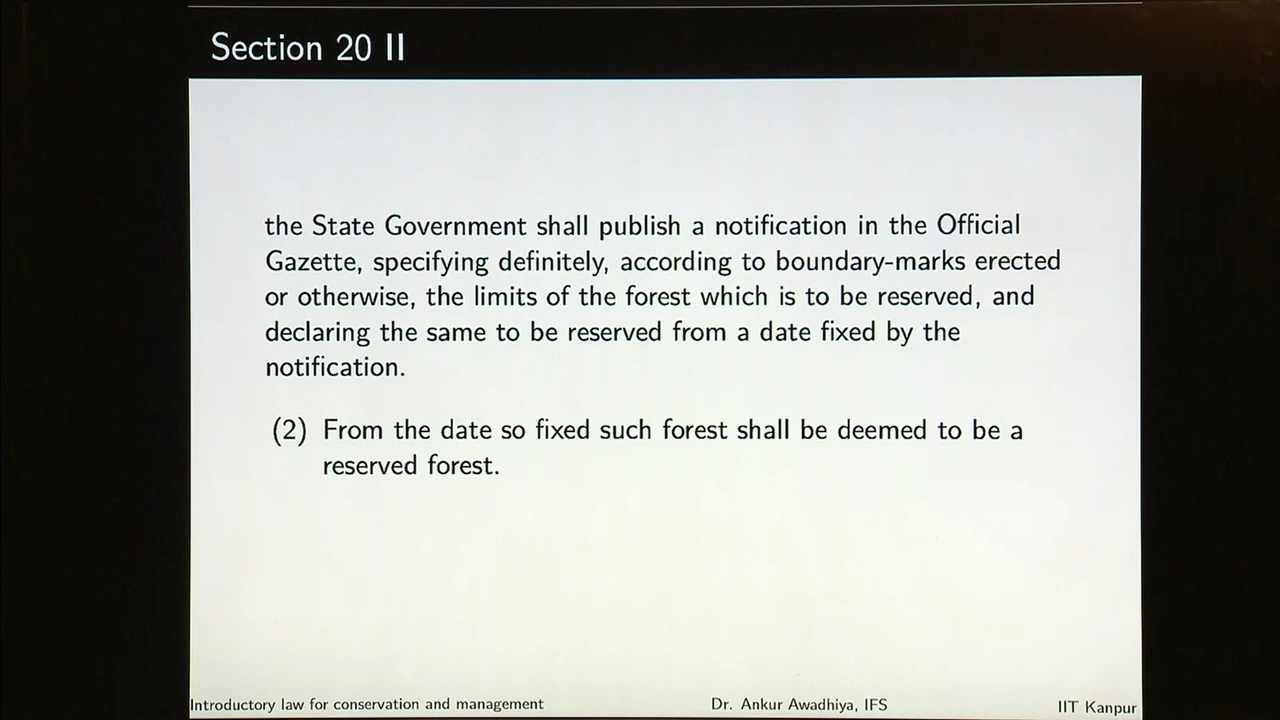 Section 20 II
the State Government shall publish a notification in the Official
Gazette, specifying definitely, according to boundary-marks erected
or otherwise, the limits of the forest which is to be reserved, and
declaring the same to be reserved from a date fixed by the
notification.
(2) From the date so fixed such forest shall be deemed to be a
reserved forest.
Introductory law for conservation and management Dr. Ankur Awadhiya, IFS IIT Kanpur